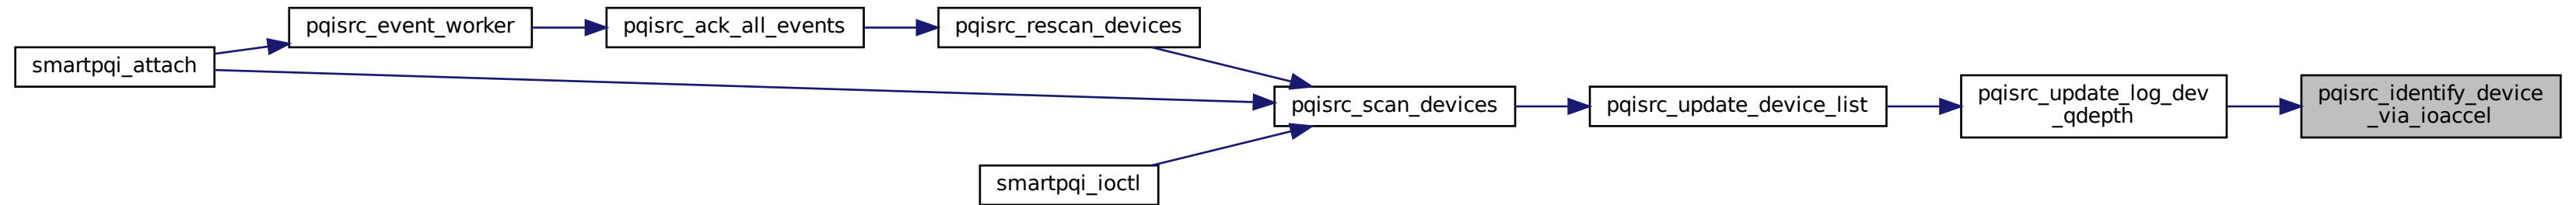 pqisrc_event_worker
pqisrc_ack_all_events
pqisrc_rescan_devices
smartpqi_attach
pqisrc_scan_devices
pqisrc_update_device_list
pqisrc_update_log_dev
_qdepth
pqisrc_identify_device
_via_ioaccel
smartpqi_ioctl